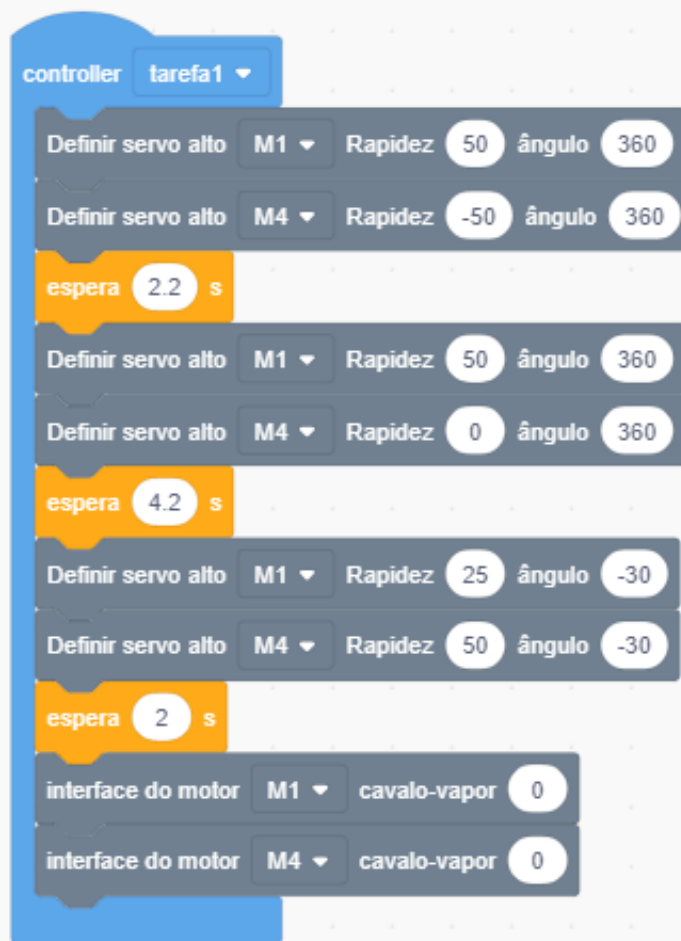 controller tarefa1
Definir servo alto M1 Rapidez 50 ângulo 360
Definir servo alto M4 Rapidez -50 ângulo 360
espera 2.2 s
Definir servo alto M1 Rapidez 50 ângulo 360
Definir servo alto M4 Rapidez 0 ângulo 360
espera 4.2 s
Definir servo alto M1 Rapidez 25 ângulo -30
Definir servo alto M4 Rapidez 50 ângulo -30
espera 2 s
interface do motor M1 cavalo-vapor 0
interface do motor M4 cavalo-vapor 0